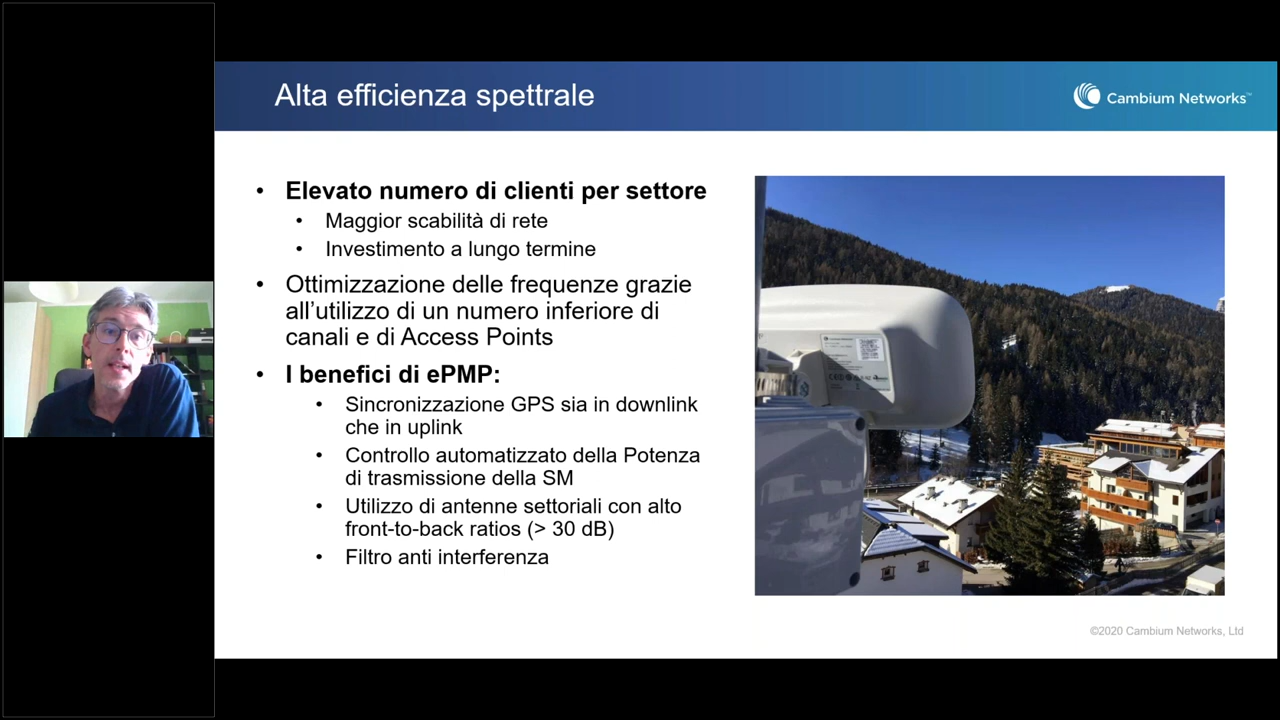 Alta efficienza spettrale
Cambium Networks™
• Elevato numero di clienti per settore
• Maggior scabilità di rete
• Investimento a lungo termine
• Ottimizzazione delle frequenze grazie
all’utilizzo di un numero inferiore di
canali e di Access Points
• I benefici di ePMP:
• Sincronizzazione GPS sia in downlink
che in uplink
• Controllo automatizzato della Potenza
di trasmissione della SM
• Utilizzo di antenne settoriali con alto
front-to-back ratios (> 30 dB)
• Filtro anti interferenza
©2020 Cambium Networks, Ltd